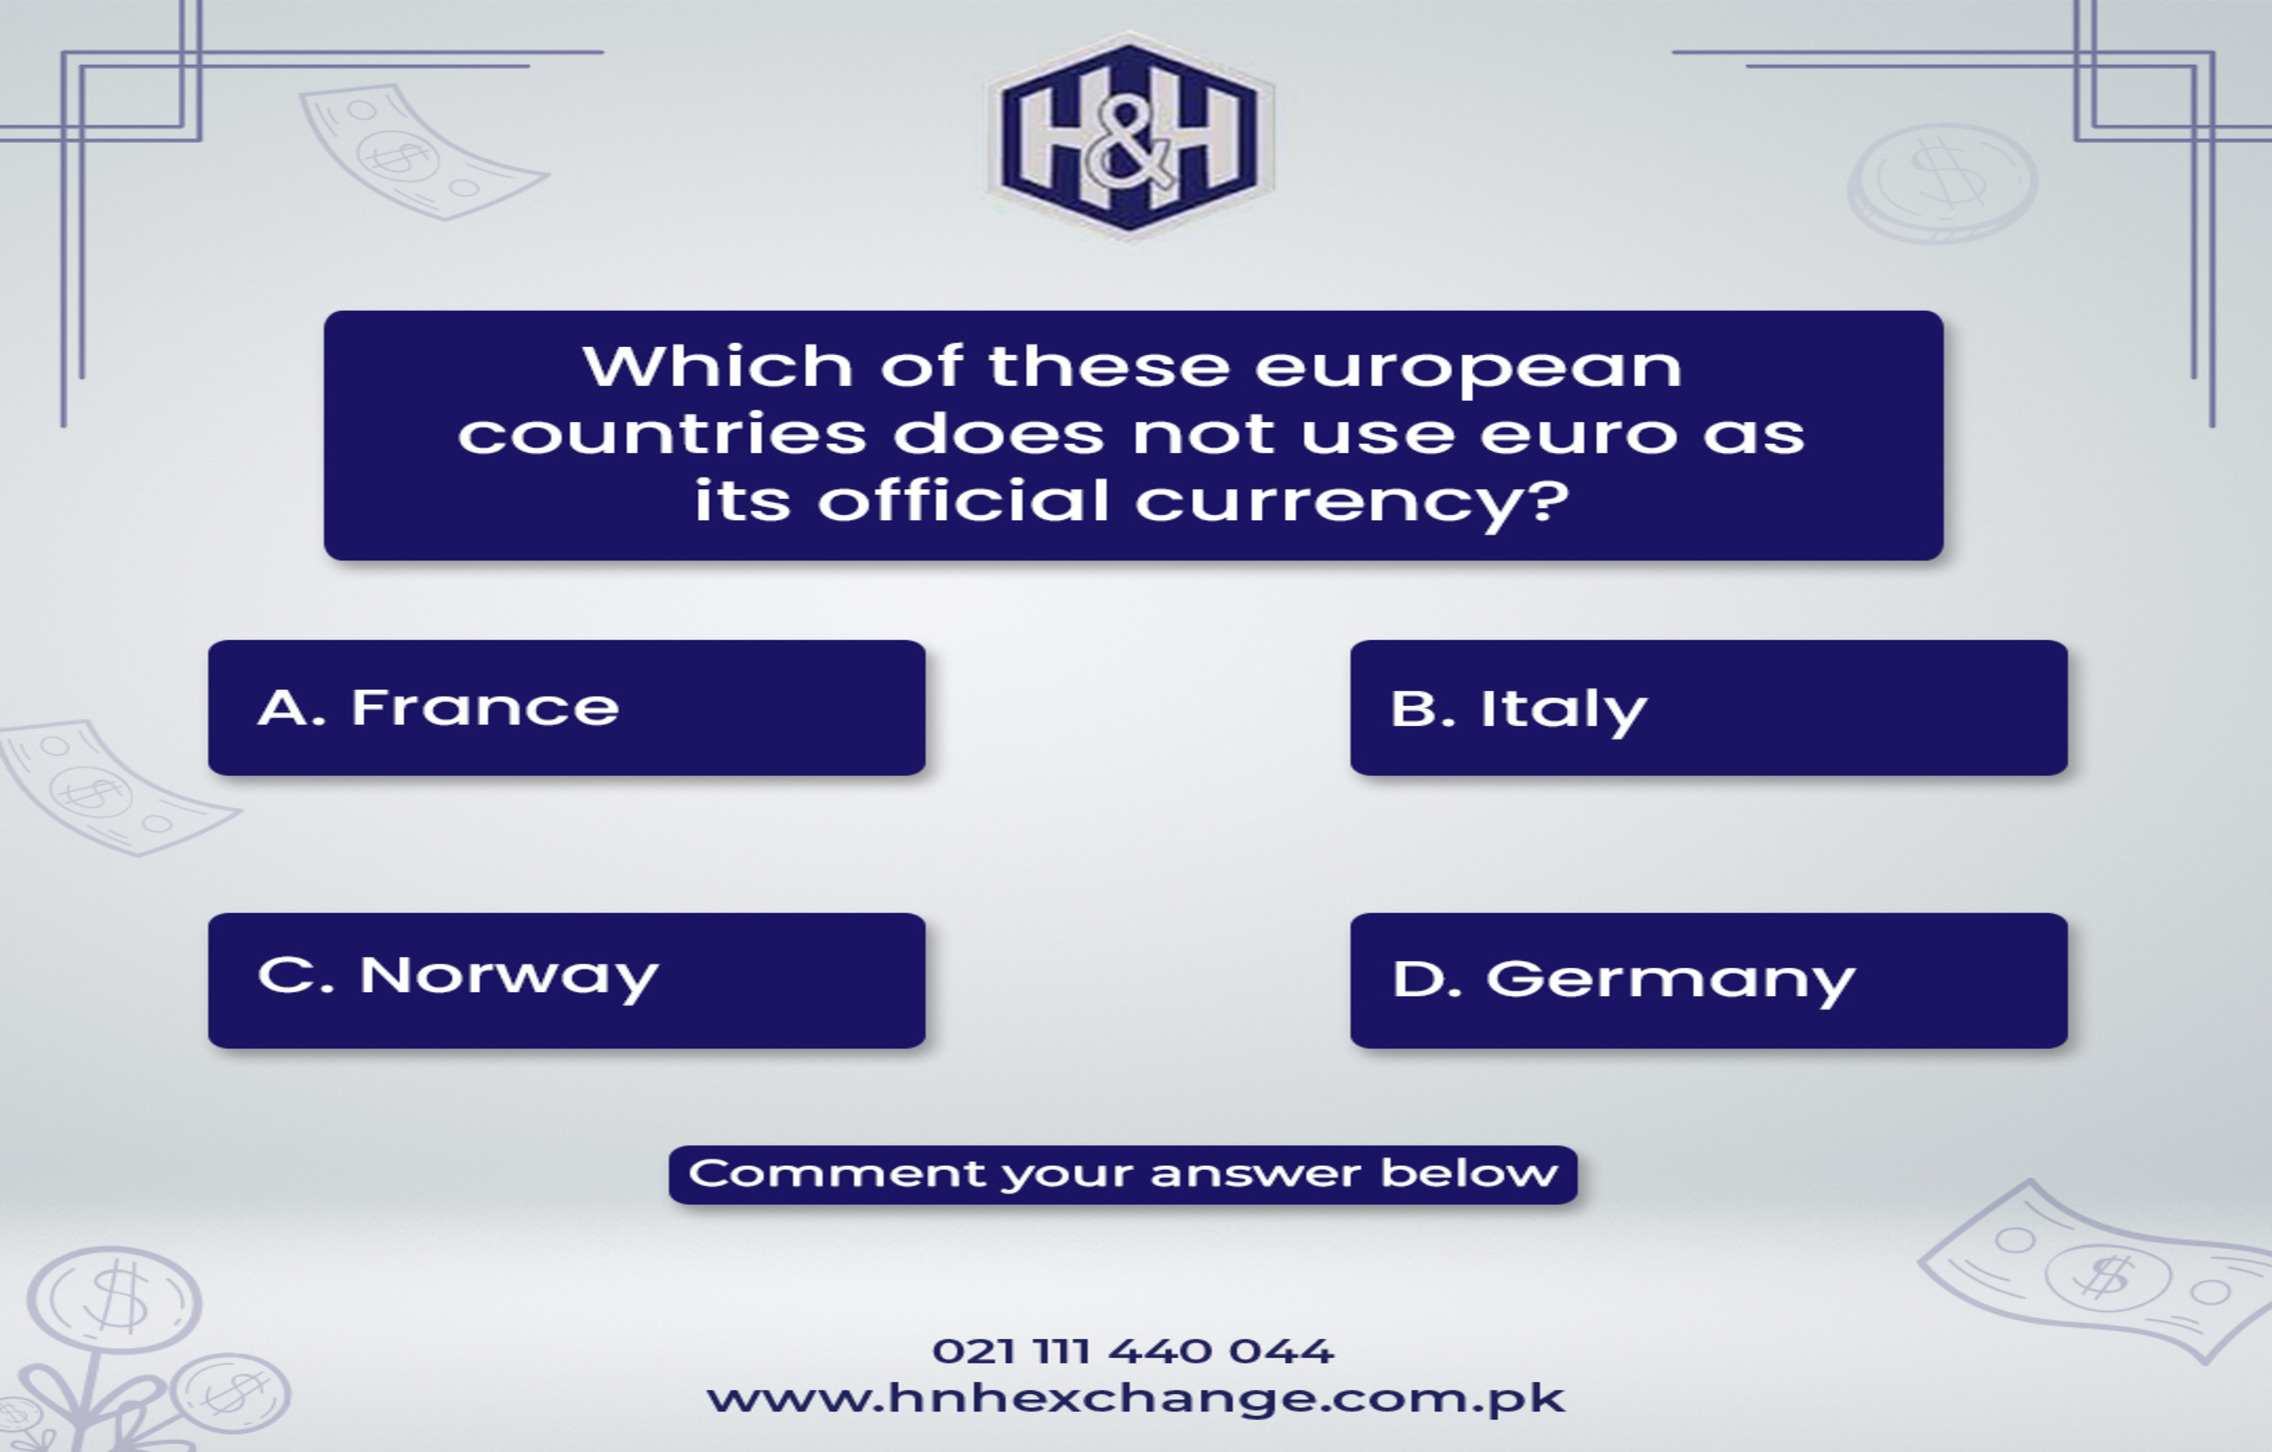 H&H
Which of these european
countries does not use euro as
its official currency?
A. France
B. Italy
C. Norway
D. Germany
Comment your answer below
021 111 440 044
www.hnhexchange.com.pk